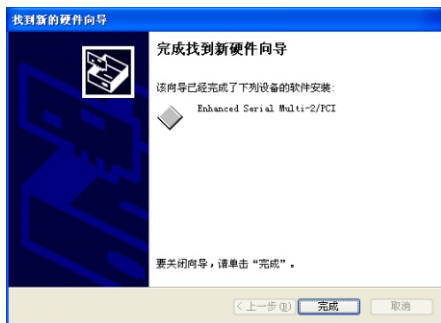 找到新的硬件向导
完成找到新硬件向导
该向导已经完成了下列设备的软件安装:
Enhanced Serial Multi-2/PCI
要关闭向导，请单击“完成”。
<上一步(B) 完成 取消